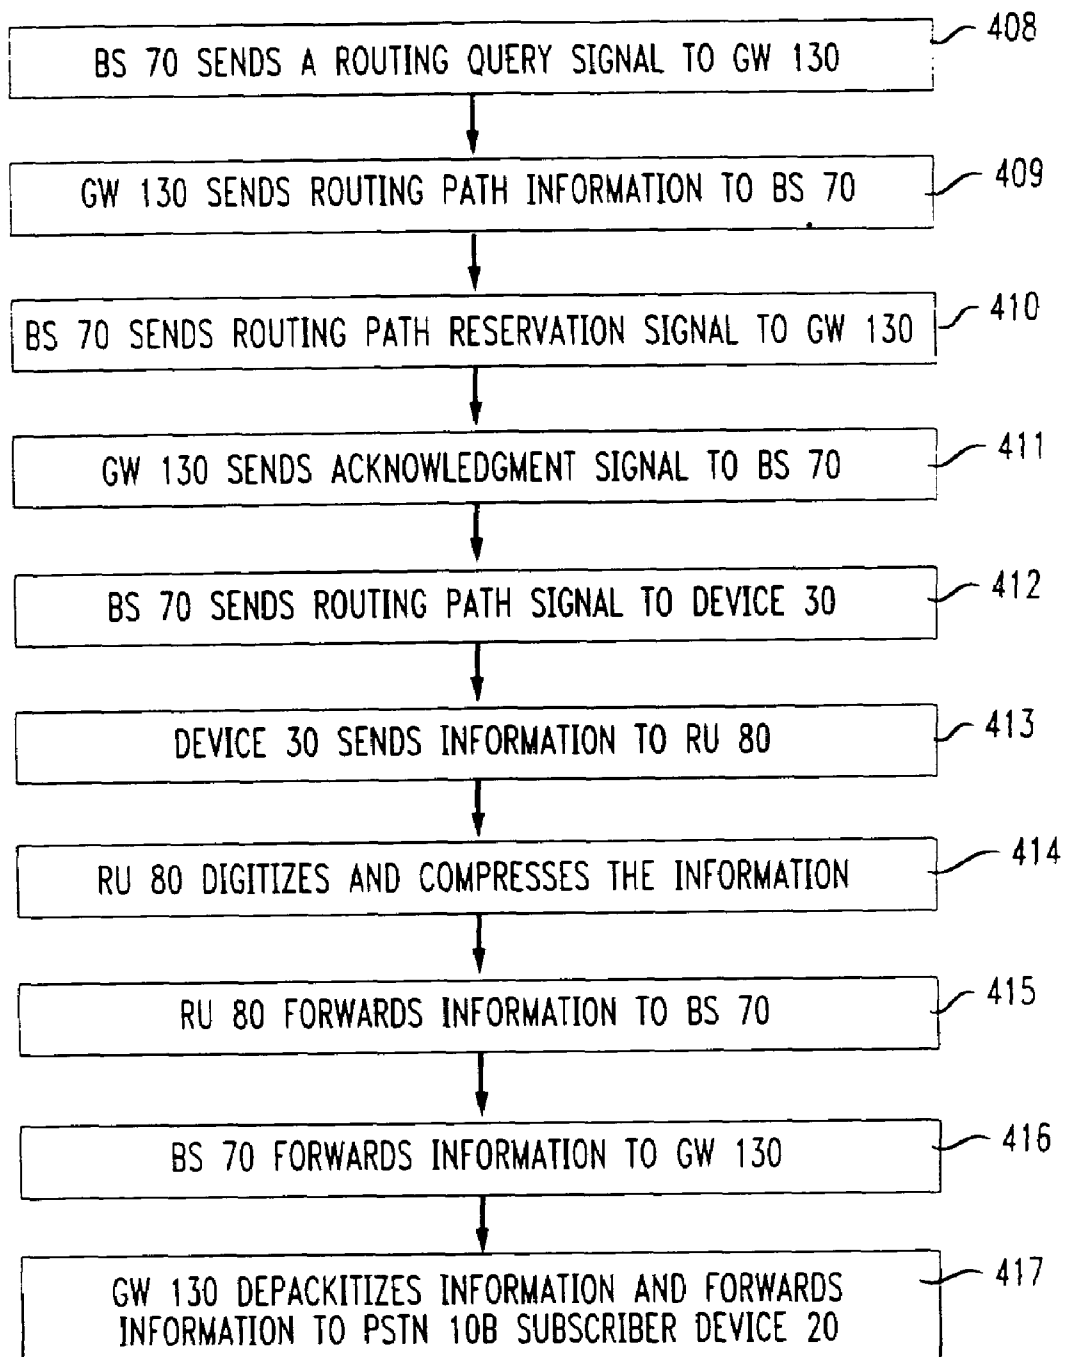 408
BS 70 SENDS A ROUTING QUERY SIGNAL TO GW 130
409
GW 130 SENDS ROUTING PATH INFORMATION TO BS 70
410
BS 70 SENDS ROUTING PATH RESERVATION SIGNAL TO GW 130
411
GW 130 SENDS ACKNOWLEDGMENT SIGNAL TO BS 70
412
BS 70 SENDS ROUTING PATH SIGNAL TO DEVICE 30
413
DEVICE 30 SENDS INFORMATION TO RU 80
414
RU 80 DIGITIZES AND COMPRESSES THE INFORMATION
415
RU 80 FORWARDS INFORMATION TO BS 70
416
BS 70 FORWARDS INFORMATION TO GW 130
417
GW 130 DEPACKITIZES INFORMATION AND FORWARDS
INFORMATION TO PSTN 10B SUBSCRIBER DEVICE 20